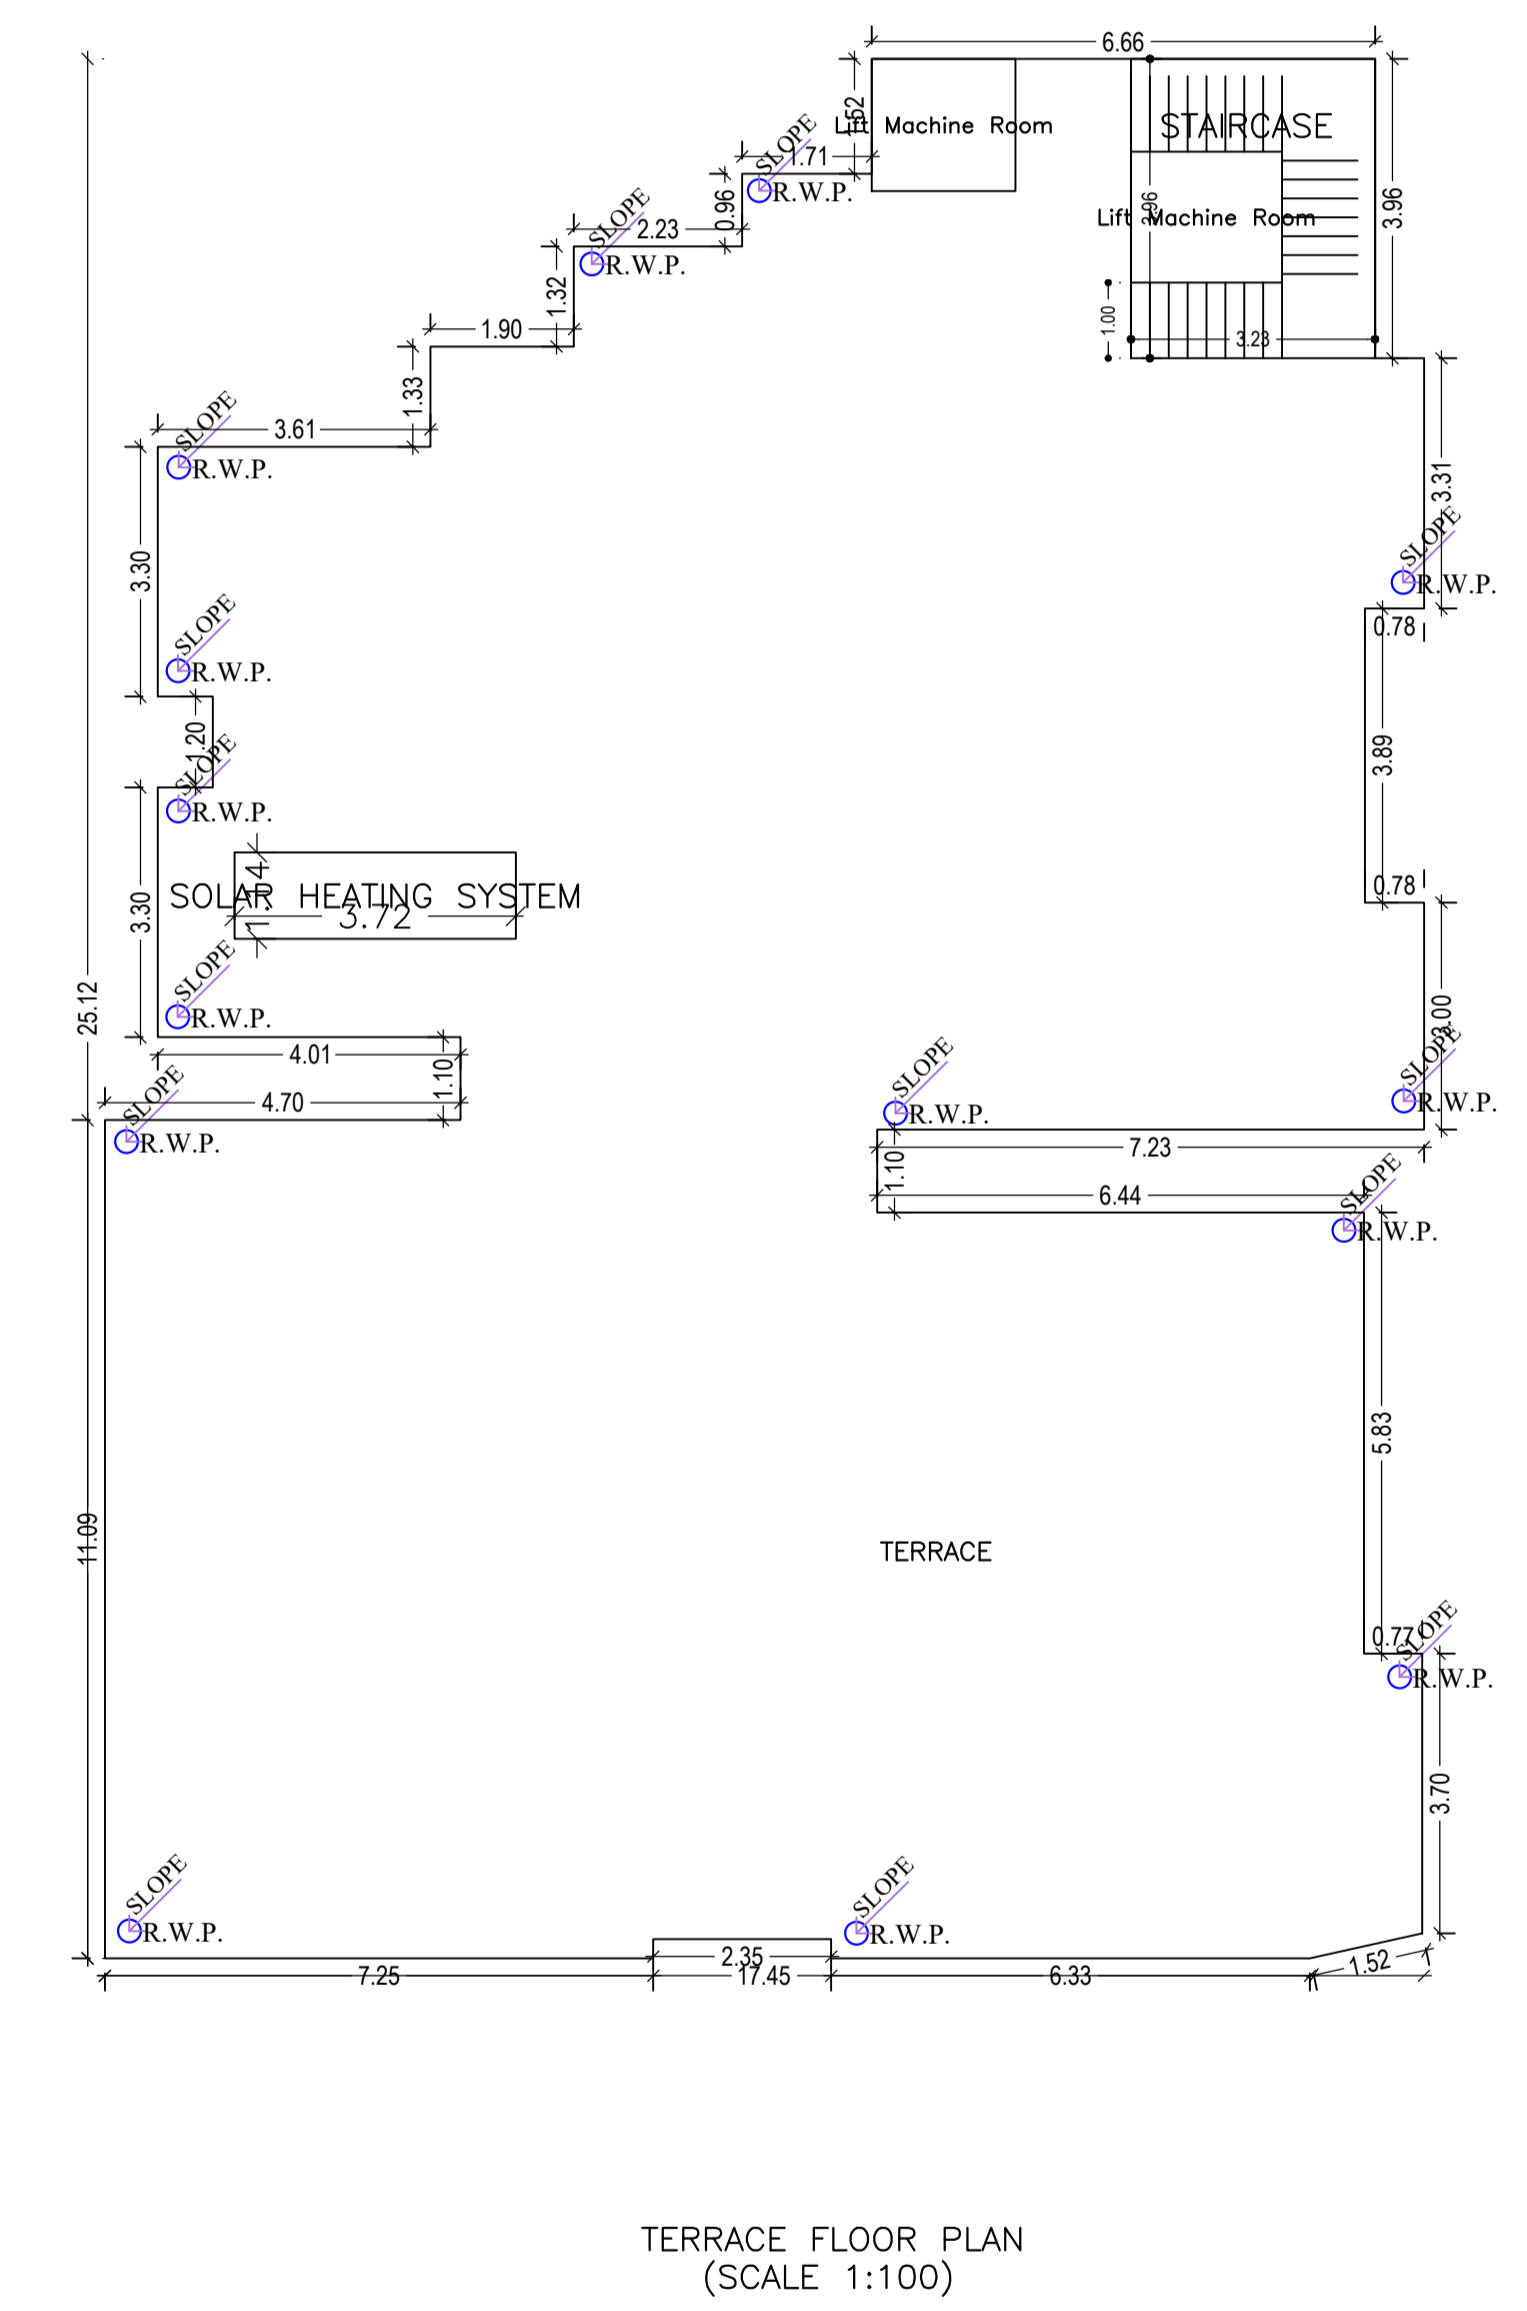 6.66
1.52
Lift Machine Room
STAIRCASE
SLOPE
1.71
R.W.P.
0.96
3.96
3.96
SLOPE
2.23
R.W.P.
Lift Machine Room
1.32
1.90
1.00
3.23
1.33
SLOPE
3.61
R.W.P.
3.31
SLOPE
R.W.P.
3.30
0.78
SLOPE
R.W.P.
1.20
3.89
SLOPE
R.W.P.
0.78
1.14
SOLAR HEATING SYSTEM
3.72
3.30
SLOPE
R.W.P.
25.12
3.00
4.01
1.10
SLOPE
4.70
SLOPE
R.W.P.
SLOPE
R.W.P.
R.W.P.
7.23
1.10
6.44
SLOPE
R.W.P.
5.83
11.09
TERRACE
0.77
SLOPE
R.W.P.
3.70
SLOPE
R.W.P.
SLOPE
R.W.P.
2.35
1.52
7.25
17.45
6.33
TERRACE FLOOR PLAN
(SCALE 1:100)